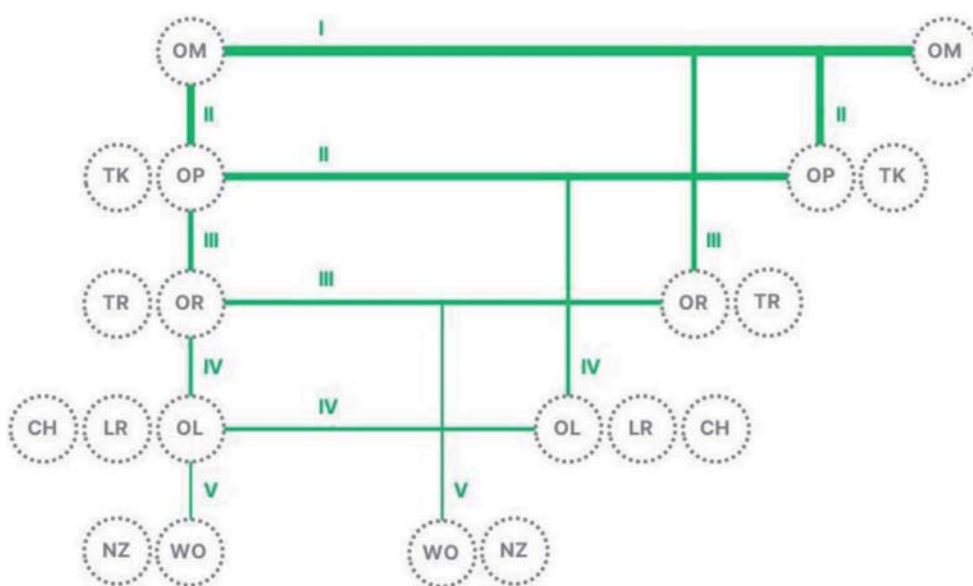 I
OM OM
II II
TK OP II OP TK
III III
TR OR III OR TR
IV IV
CH LR OL IV OL LR CH
V V
NZ WO WO NZ